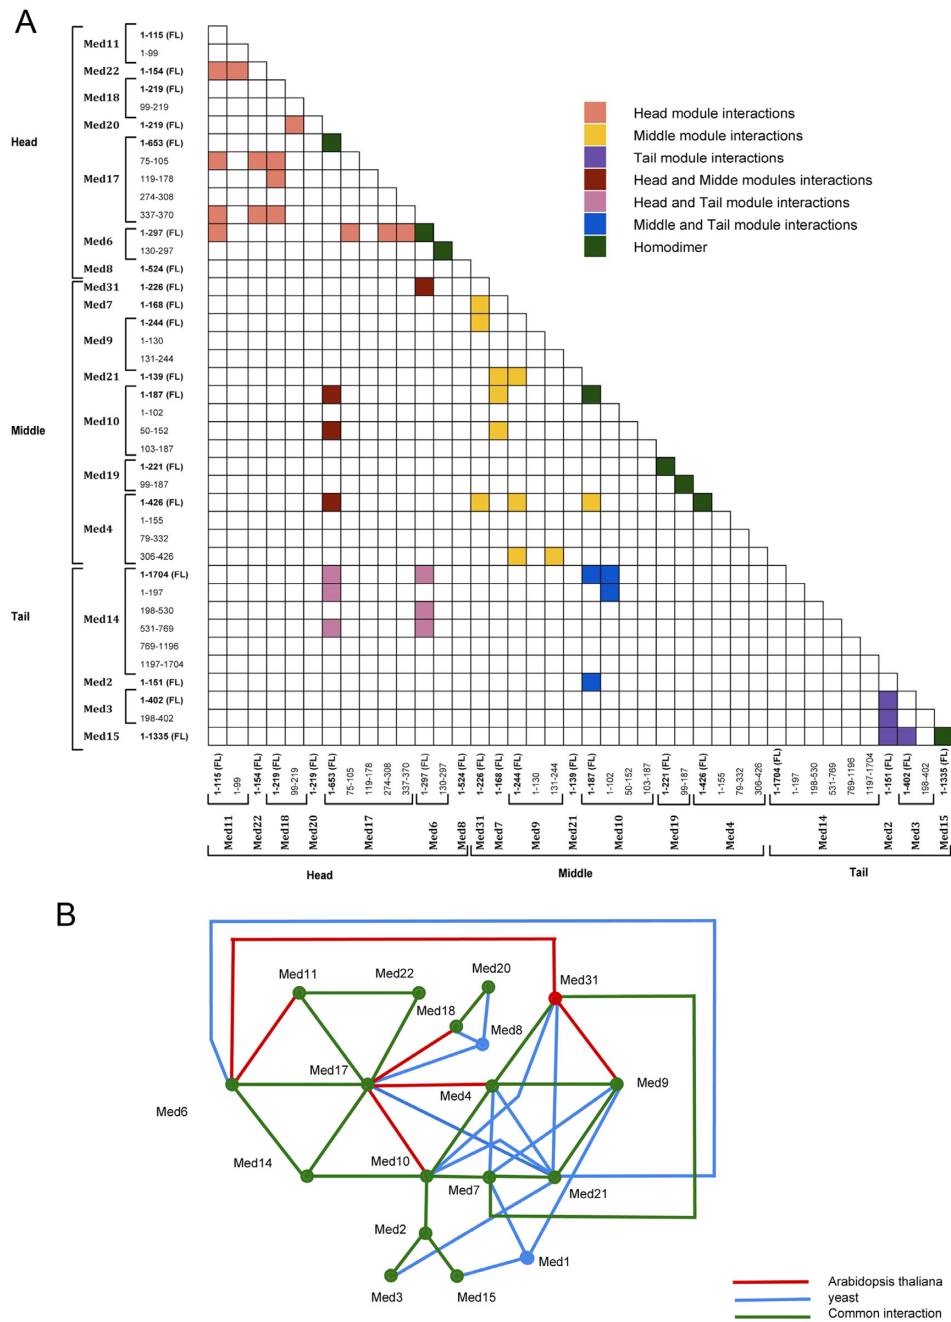 A
Head
Med11
1-115 (FL)
1-99
Med22
1-154 (FL)
Med18
1-219 (FL)
99-219
Med20
1-219 (FL)
Med17
1-653 (FL)
75-105
119-178
274-308
337-370
Med6
1-297 (FL)
130-297
Med8
1-524 (FL)
Middle
Med31
1-226 (FL)
Med7
1-168 (FL)
Med9
1-244 (FL)
1-130
131-244
Med21
1-139 (FL)
Med10
1-187 (FL)
1-102
50-152
103-187
Med19
1-221 (FL)
99-187
Med4
1-426 (FL)
1-155
79-332
306-426
Tail
Med14
1-1704 (FL)
1-197
198-530
531-769
769-1196
1197-1704
Med2
1-151 (FL)
Med3
1-402 (FL)
198-402
Med15
1-1335 (FL)
Head module interactions
Middle module interactions
Tail module interactions
Head and Midde modules interactions
Head and Tail module interactions
Middle and Tail module interactions
Homodimer
1-115 (FL)
1-99
1-154 (FL)
1-219 (FL)
99-219
1-219 (FL)
1-653 (FL)
75-105
119-178
274-308
337-370
1-297 (FL)
130-297
1-524 (FL)
1-226 (FL)
1-168 (FL)
1-244 (FL)
1-130
131-244
1-139 (FL)
1-187 (FL)
1-102
50-152
103-187
1-221 (FL)
99-187
1-426 (FL)
1-155
79-332
306-426
1-1704 (FL)
1-197
198-530
531-769
769-1196
1197-1704
1-151 (FL)
1-402 (FL)
198-402
1-1335 (FL)
Med11
Med22
Med18
Med20
Med17
Med6
Med8
Med31
Med7
Med9
Med21
Med10
Med19
Med4
Med14
Med2
Med3
Med15
Head
Middle
Tail
B
Med11
Med22
Med20
Med31
Med18
Med8
Med17
Med4
Med9
Med6
Med14
Med10
Med7
Med21
Med2
Med1
Med3
Med15
Arabidopsis thaliana
yeast
Common interaction